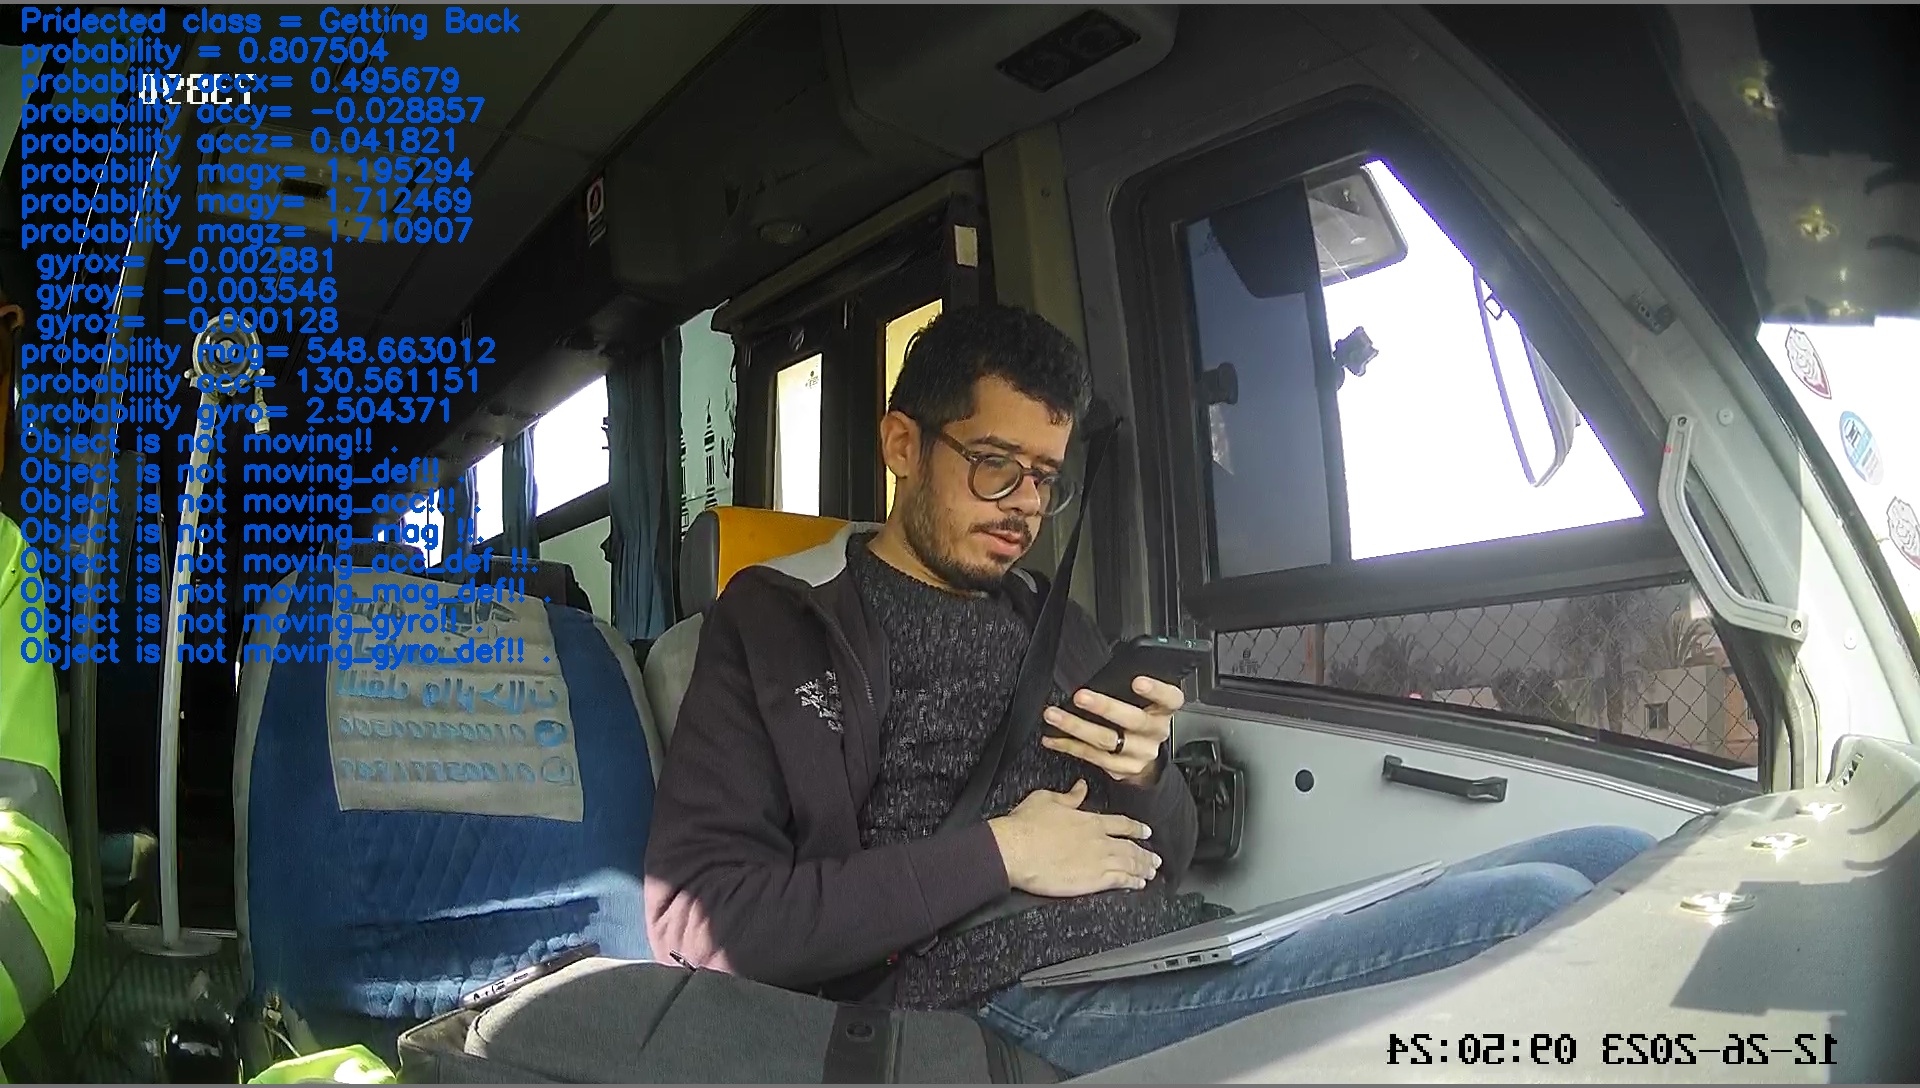 Pridected class = Getting Back
probability = 0.807504
probability accx= 0.495679
probability accy= -0.028857
probability accz= 0.041821
probability magx= 1.195294
probability magy= 1.712469
probability magz= 1.710907
gyrox= -0.002881
gyroy= -0.003546
gyroz= -0.000128
probability mag= 548.663012
probability acc= 130.561151
probability gyro= 2.504371
Object is not moving!! .
Object is not moving_def!!
Object is not moving_acc!!! .
Object is not moving_mag !!.
Object is not moving_acc_def !!.
Object is not moving_mag_def!! .
Object is not moving_gyro!! .
Object is not moving_gyro_def!! .
12-26-2023 09:50:24